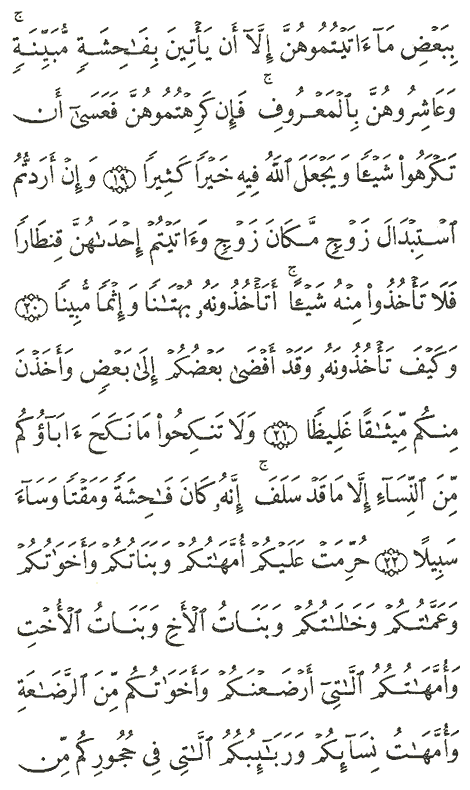 بِبَعۡضِ مَآ ءَاتَيۡتُمُوهُنَّ إِلَّآ أَن يَأۡتِينَ بِفَٰحِشَةٖ مُّبَيِّنَةٖۚ
وَعَاشِرُوهُنَّ بِٱلۡمَعۡرُوفِۚ فَإِن كَرِهۡتُمُوهُنَّ فَعَسَىٰٓ أَن
تَكۡرَهُواْ شَيۡـٔٗا وَيَجۡعَلَ ٱللَّهُ فِيهِ خَيۡرٗا كَثِيرٗا ١٩ وَإِنۡ أَرَدتُّمُ
ٱسۡتِبۡدَالَ زَوۡجٖ مَّكَانَ زَوۡجٖ وَءَاتَيۡتُمۡ إِحۡدَىٰهُنَّ قِنطَارٗا
فَلَا تَأۡخُذُواْ مِنۡهُ شَيۡـًٔاۚ أَتَأۡخُذُونَهُۥ بُهۡتَٰنٗا وَإِثۡمٗا مُّبِينٗا ٢٠
وَكَيۡفَ تَأۡخُذُونَهُۥ وَقَدۡ أَفۡضَىٰ بَعۡضُكُمۡ إِلَىٰ بَعۡضٖ وَأَخَذۡنَ
مِنكُم مِّيثَٰقًا غَلِيظٗا ٢١ وَلَا تَنكِحُواْ مَا نَكَحَ ءَابَآؤُكُم
مِّنَ ٱلنِّسَآءِ إِلَّا مَا قَدۡ سَلَفَۚ إِنَّهُۥ كَانَ فَٰحِشَةٗ وَمَقۡتٗا وَسَآءَ
سَبِيلًا ٢٢ حُرِّمَتۡ عَلَيۡكُمۡ أُمَّهَٰتُكُمۡ وَبَنَاتُكُمۡ وَأَخَوَٰتُكُمۡ
وَعَمَّٰتُكُمۡ وَخَٰلَٰتُكُمۡ وَبَنَاتُ ٱلۡأَخِ وَبَنَاتُ ٱلۡأُخۡتِ
وَأُمَّهَٰتُكُمُ ٱلَّٰتِيٓ أَرۡضَعۡنَكُمۡ وَأَخَوَٰتُكُم مِّنَ ٱلرَّضَٰعَةِ
وَأُمَّهَٰتُ نِسَآئِكُمۡ وَرَبَٰٓئِبُكُمُ ٱلَّٰتِي فِي حُجُورِكُم مِّن